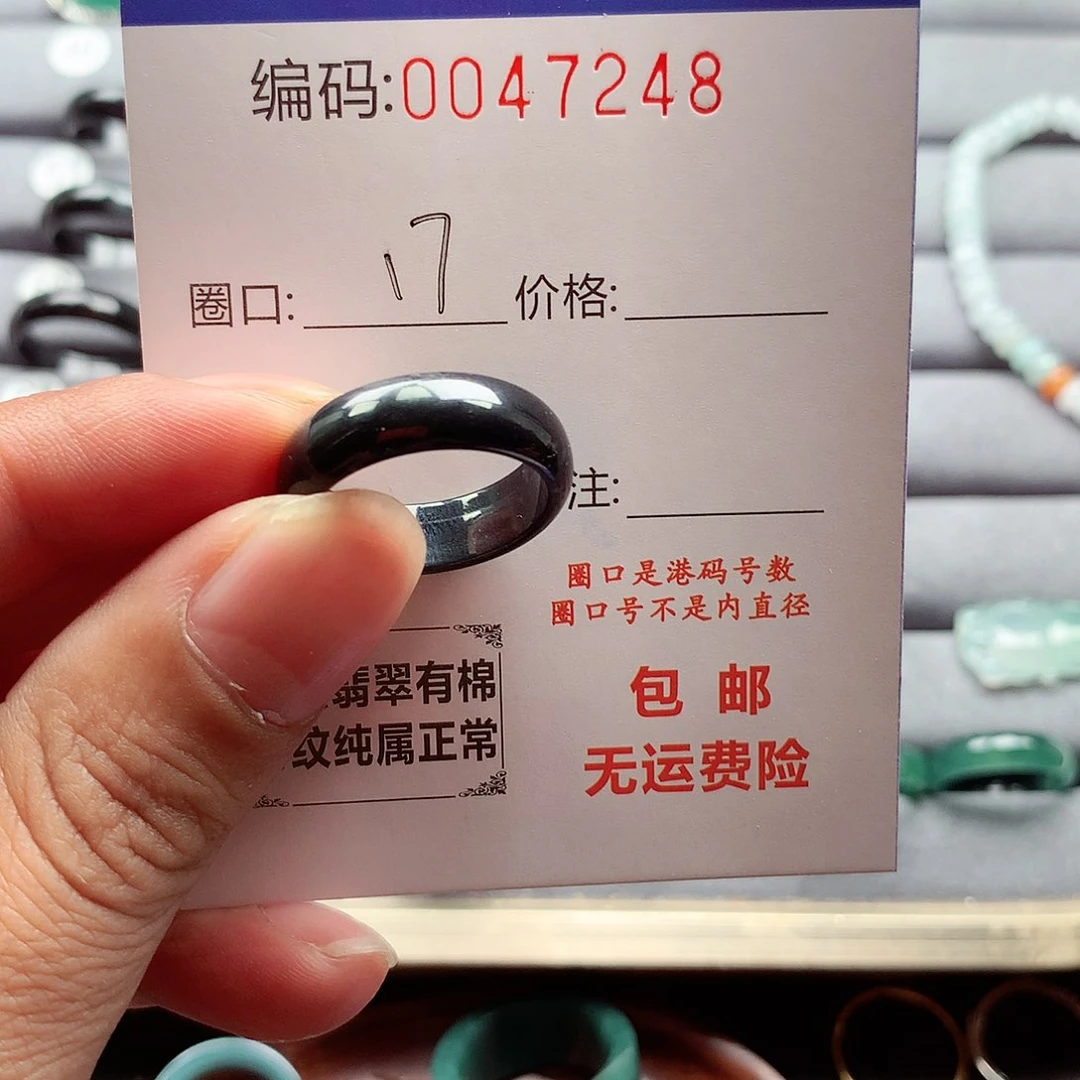 编码:0047248
圈口: 17 价格:
注:
圈口是港码号数
圈口号不是内直径
翡翠有棉
纹纯属正常
包邮
无运费险